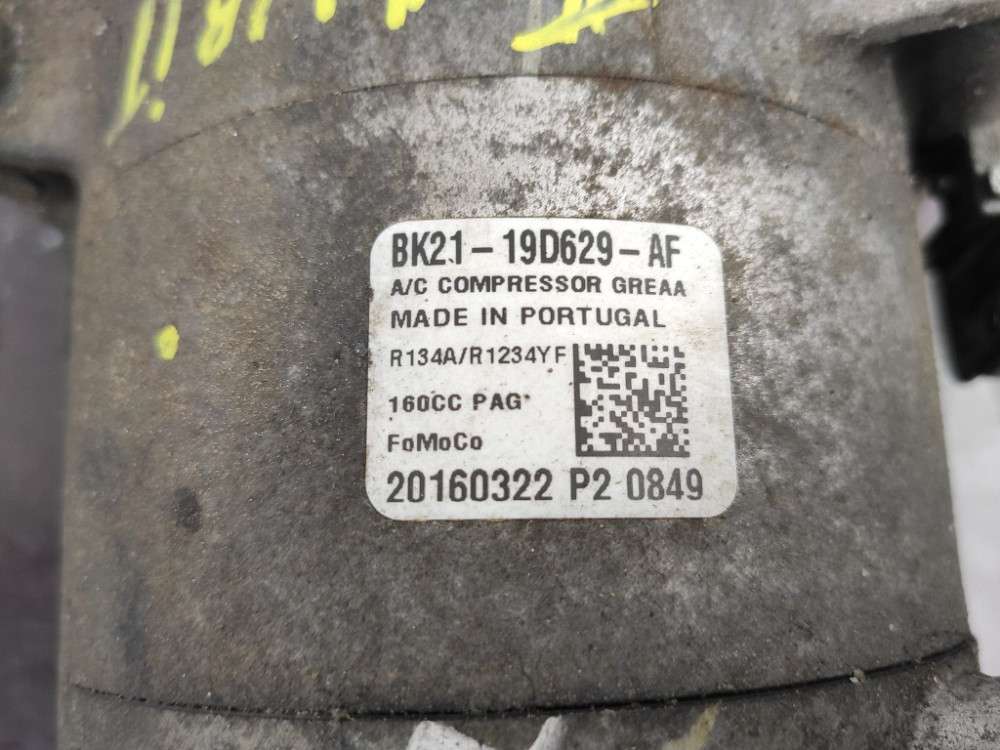 BK21-19D629-AF
A/C COMPRESSOR GREAA
MADE IN PORTUGAL
R134A/R1234YF
160CC PAG*
FoMoCo
20160322 P2 0849